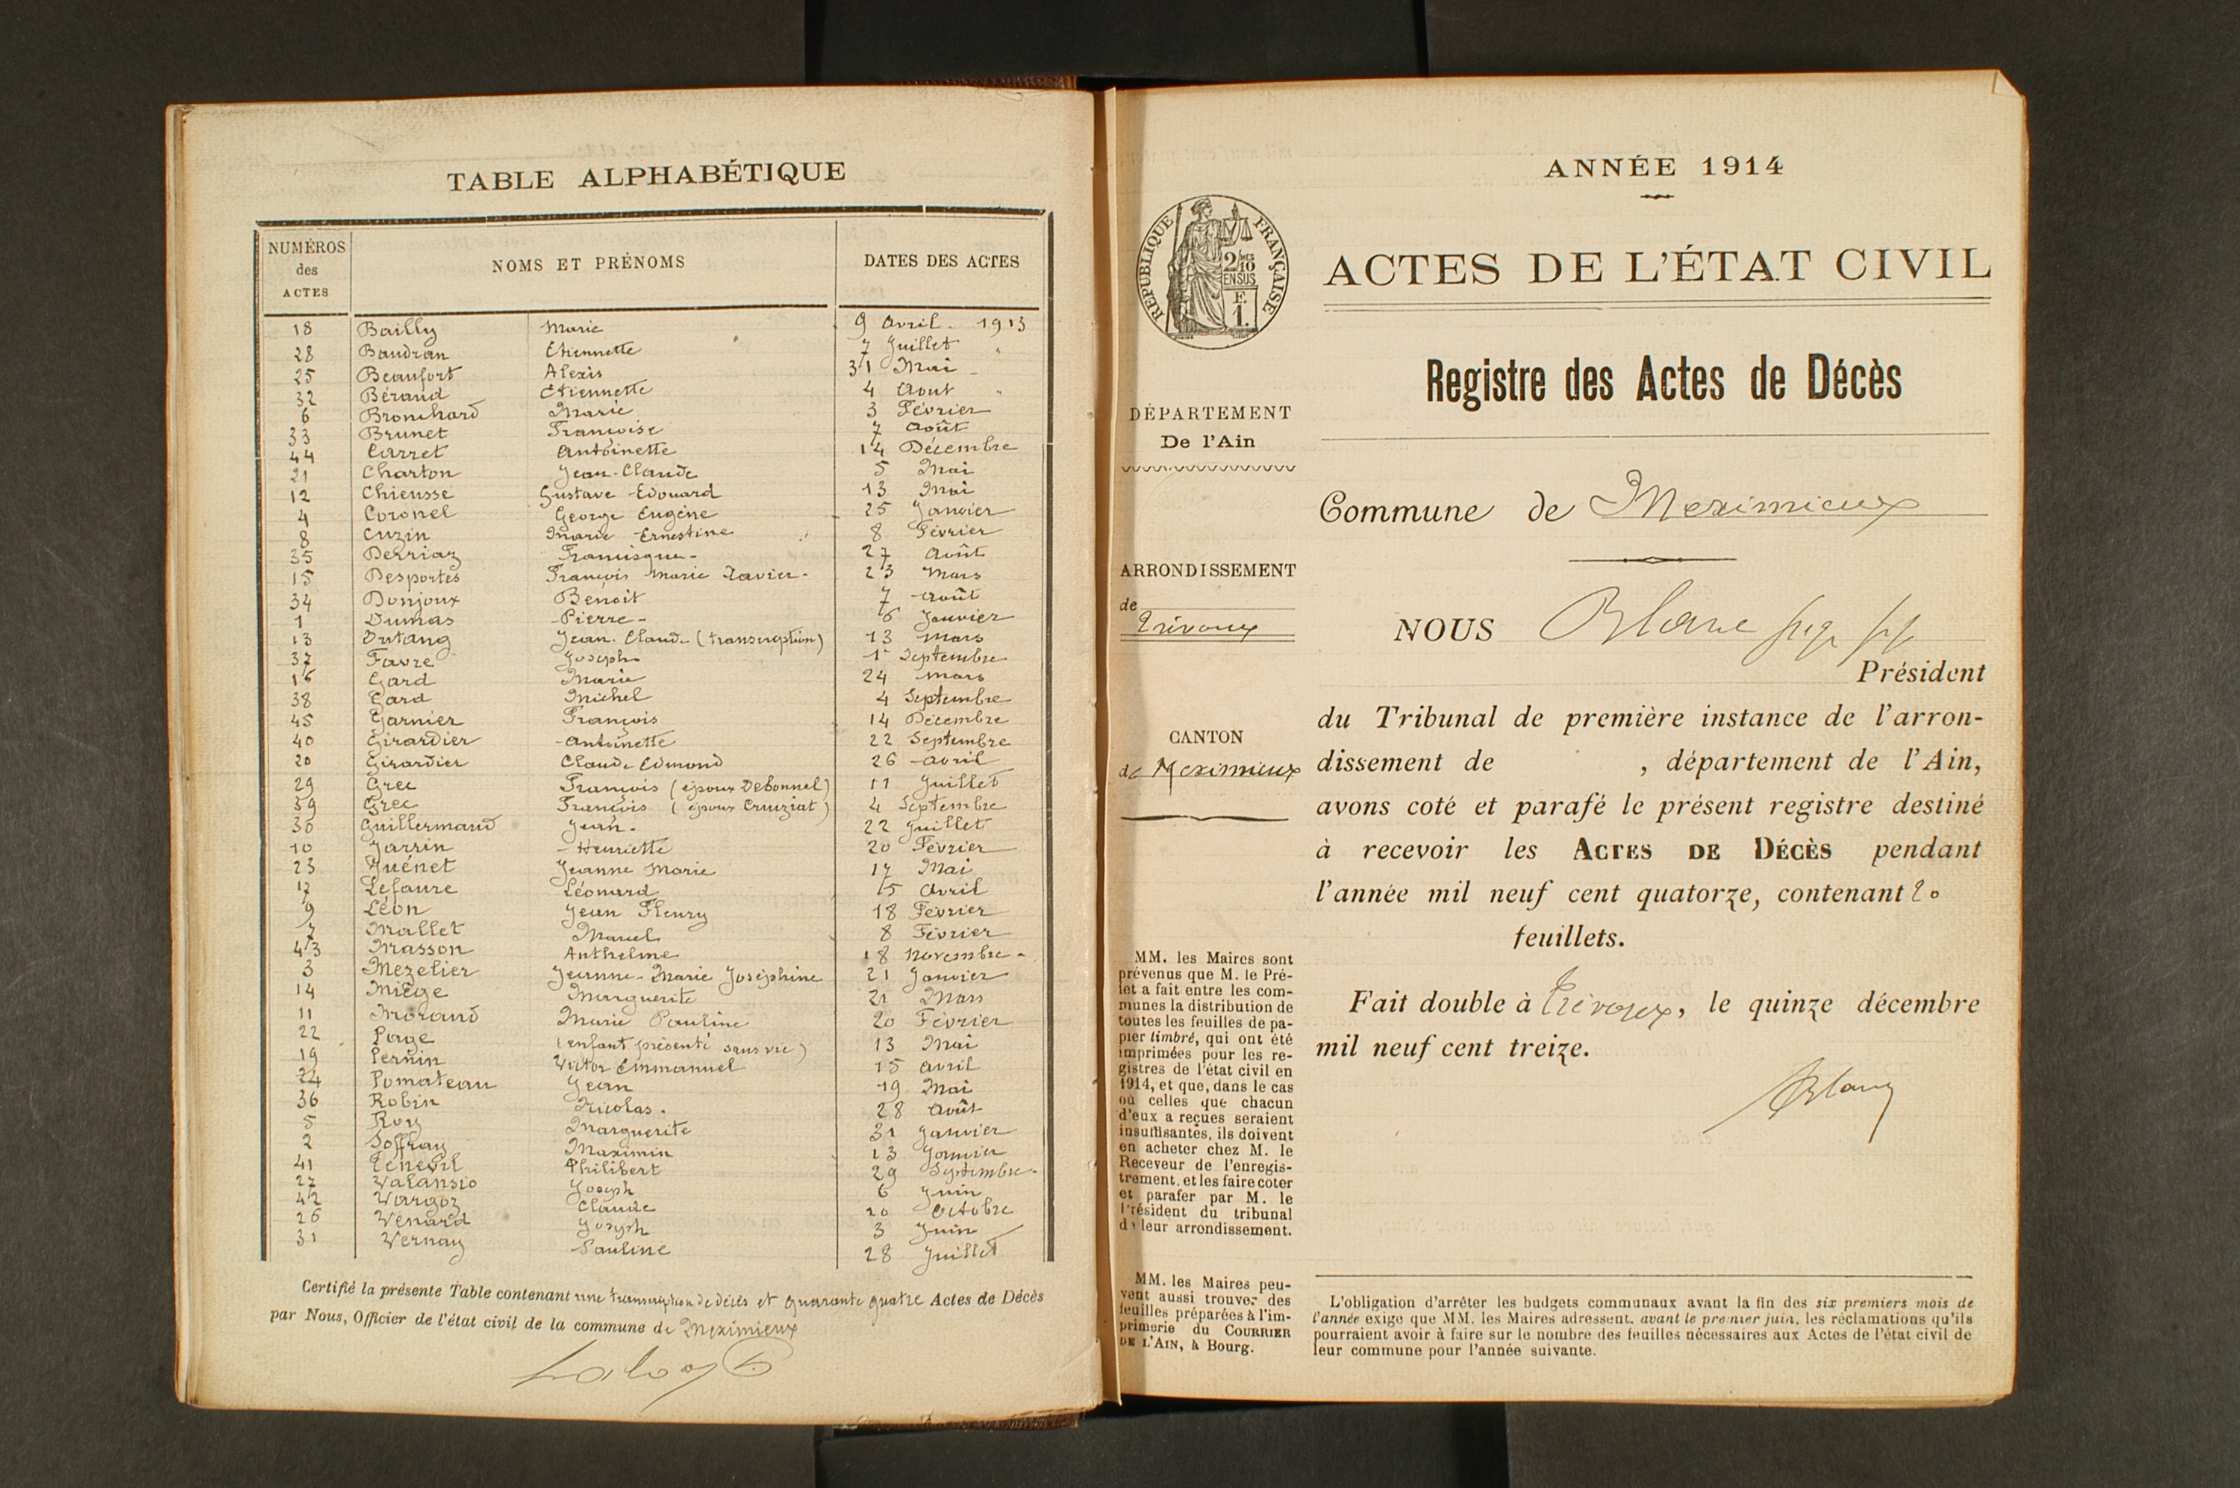 TABLE ALPHABÉTIQUE
NUMÉROS des ACTES NOMS ET PRÉNOMS DATES DES ACTES
18 Bailly Marie 9 Avril 1913
28 Baudran Etiennette 7 Juillet "
25 Beaufort Alexis 31 Mai
32 Béraud Etiennette 4 Aout "
6 Bronchard Marie 3 Février
33 Brunet Françoise 7 Août
44 Carret Antoinette 14 Décembre
21 Charton Jean-Claude 5 Mai
12 Chieusse Gustave-Edouard 13 Mai
4 Coronel George Eugène 25 Janvier
8 Cuzin Marie-Ernestine 8 Février
35 Derriaz Francisque 27 Août
15 Desportes François Marie Xavier 23 Mars
34 Donjoux Benoit 7 Août
1 Dumas Pierre 6 Janvier
13 Dutang Jean-Claude (transcription) 13 Mars
37 Favre Joseph 1er Septembre
16 Gard Marie 24 Mars
38 Gard Michel 4 Septembre
45 Garnier François 14 Décembre
40 Girardier Antoinette 22 Septembre
20 Girardier Claude Edmond 26 Avril
29 Grec François (époux Debonnel) 11 Juillet
39 Grec François (époux Cruiziat) 4 Septembre
30 Guillermaud Jean 22 Juillet
10 Jarrin Henriette 20 Février
23 Juénet Jeanne Marie 17 Mai
17 Lefaure Léonard 15 Avril
9 Léon Jean Fleury 18 Février
7 Mallet Marcel 8 Février
43 Masson Anthelme 18 Novembre
3 Mezelier Jeanne-Marie Joséphine 21 Janvier
14 Miège Marguerite 21 Mars
11 Morand Marie Pauline 20 Février
22 Page (enfant présenté sans vie) 13 Mai
19 Pernin Victor Emmanuel 15 Avril
24 Pomateau Jean 19 Mai
36 Robin Nicolas 28 Août
5 Roy Marguerite 31 Janvier
2 Soffray Maximin 13 Janvier
41 Tenevil Philibert 29 Septembre
27 Valansio Joseph 6 Juin
42 Vargoz Claude 20 Octobre
26 Venard Joseph 3 Juin
31 Vernay Pauline 28 Juillet
Certifié la présente Table contenant une transcription de décès et quarante quatre Actes de Décès
par Nous, Officier de l'état civil de la commune de Meximieux
ANNÉE 1914
RÉPUBLIQUE FRANÇAISE
2/10 EN SUS
F.
1.
ACTES DE L'ÉTAT CIVIL
Registre des Actes de Décès
DÉPARTEMENT
De l'Ain
Commune de Meximieux
ARRONDISSEMENT
de Trévoux
NOUS Blanc juge
Président
du Tribunal de première instance de l'arron-
CANTON
de Meximieux
dissement de , département de l'Ain,
avons coté et parafé le présent registre destiné
à recevoir les ACTES DE DÉCÈS pendant
l'année mil neuf cent quatorze, contenant 20
feuillets.
Fait double à Trévoux, le quinze décembre
mil neuf cent treize.
Blanc
MM. les Maires sont
prévenus que M. le Pré-
fet a fait entre les com-
munes la distribution de
toutes les feuilles de pa-
pier timbré, qui ont été
imprimées pour les re-
gistres de l'état civil en
1914, et que, dans le cas
où celles que chacun
d'eux a reçues seraient
insuffisantes, ils doivent
en acheter chez M. le
Receveur de l'enregis-
trement, et les faire coter
et parafer par M. le
Président du tribunal
de leur arrondissement.
MM. les Maires peu-
vent aussi trouver des
feuilles préparées à l'im-
primerie du COURRIER
DE L'AIN, à Bourg.
L'obligation d'arrêter les budgets communaux avant la fin des six premiers mois de
l'année exige que MM. les Maires adressent, avant le premier juin, les réclamations qu'ils
pourraient avoir à faire sur le nombre des feuilles nécessaires aux Actes de l'état civil de
leur commune pour l'année suivante.